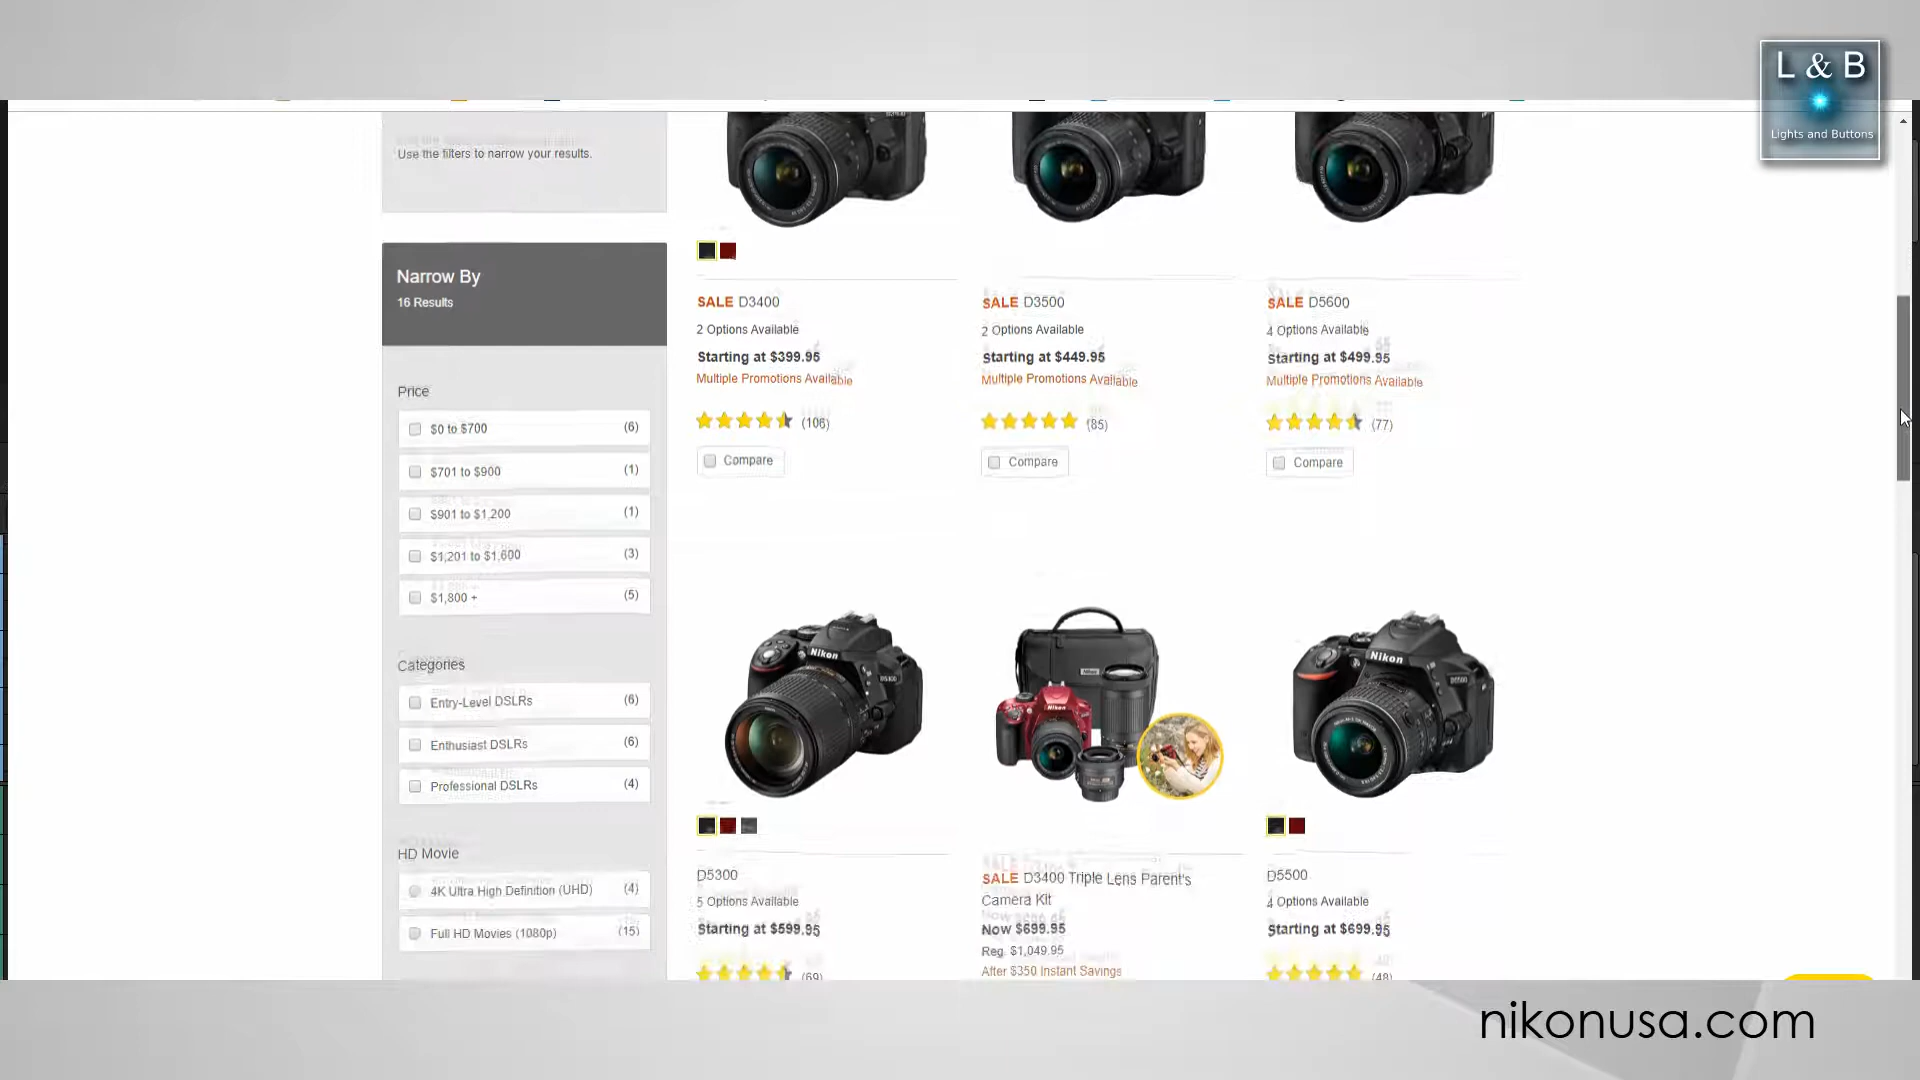 L & B
Lights and Buttons
Use the filters to narrow your results.
Narrow By
16 Results
Price
$0 to $700 (6)
$701 to $900 (1)
$901 to $1,200 (1)
$1,201 to $1,600 (3)
$1,800 + (5)
Categories
Entry-Level DSLRs (6)
Enthusiast DSLRs (6)
Professional DSLRs (4)
HD Movie
4K Ultra High Definition (UHD) (4)
Full HD Movies (1080p) (15)
SALE D3400
2 Options Available
Starting at $399.95
Multiple Promotions Available
(106)
Compare
SALE D3500
2 Options Available
Starting at $449.95
Multiple Promotions Available
(85)
Compare
SALE D5600
4 Options Available
Starting at $499.95
Multiple Promotions Available
(77)
Compare
Nikon
D5300
Nikon
Nikon
Nikon
D5500
D5300
5 Options Available
Starting at $599.95
(69)
SALE D3400 Triple Lens Parent's
Camera Kit
Now $699.95
Reg. $1,049.95
After $350 Instant Savings
D5500
4 Options Available
Starting at $699.95
(48)
nikonusa.com